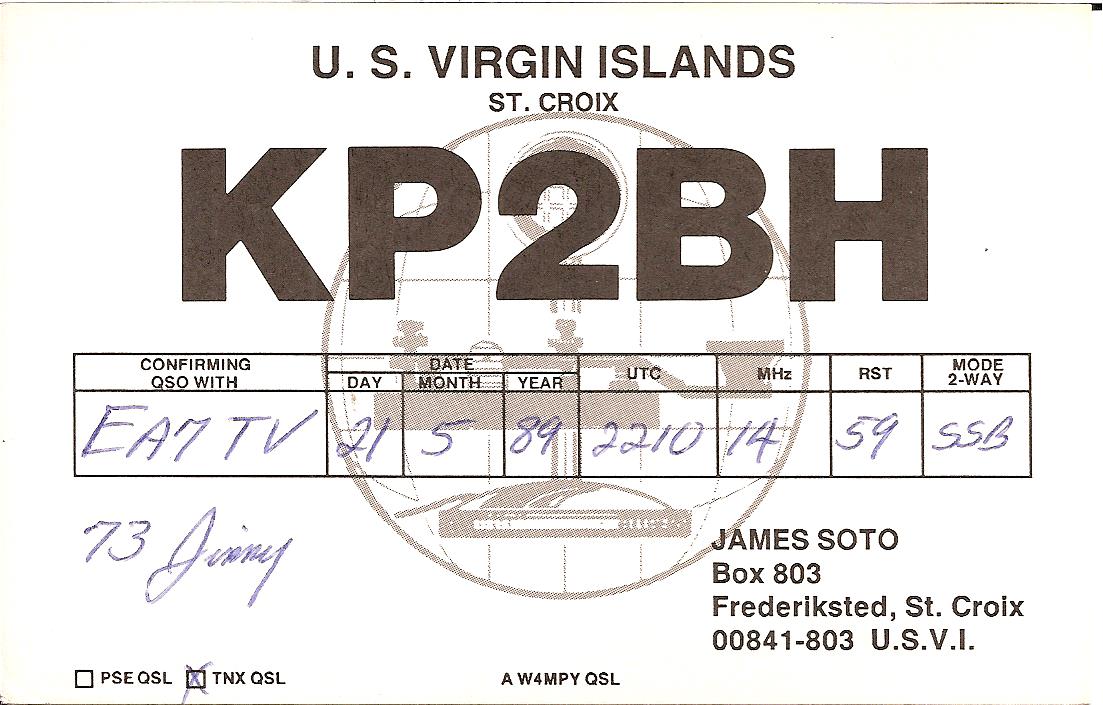 U. S. VIRGIN ISLANDS
ST. CROIX
KP2BH
CONFIRMING QSO WITH DATE DAY MONTH YEAR UTC MHz RST MODE 2-WAY
EA7TV 21 5 89 2210 14 59 SSB
73 Jimmy
JAMES SOTO
Box 803
Frederiksted, St. Croix
00841-803 U.S.V.I.
PSE QSL X TNX QSL A W4MPY QSL